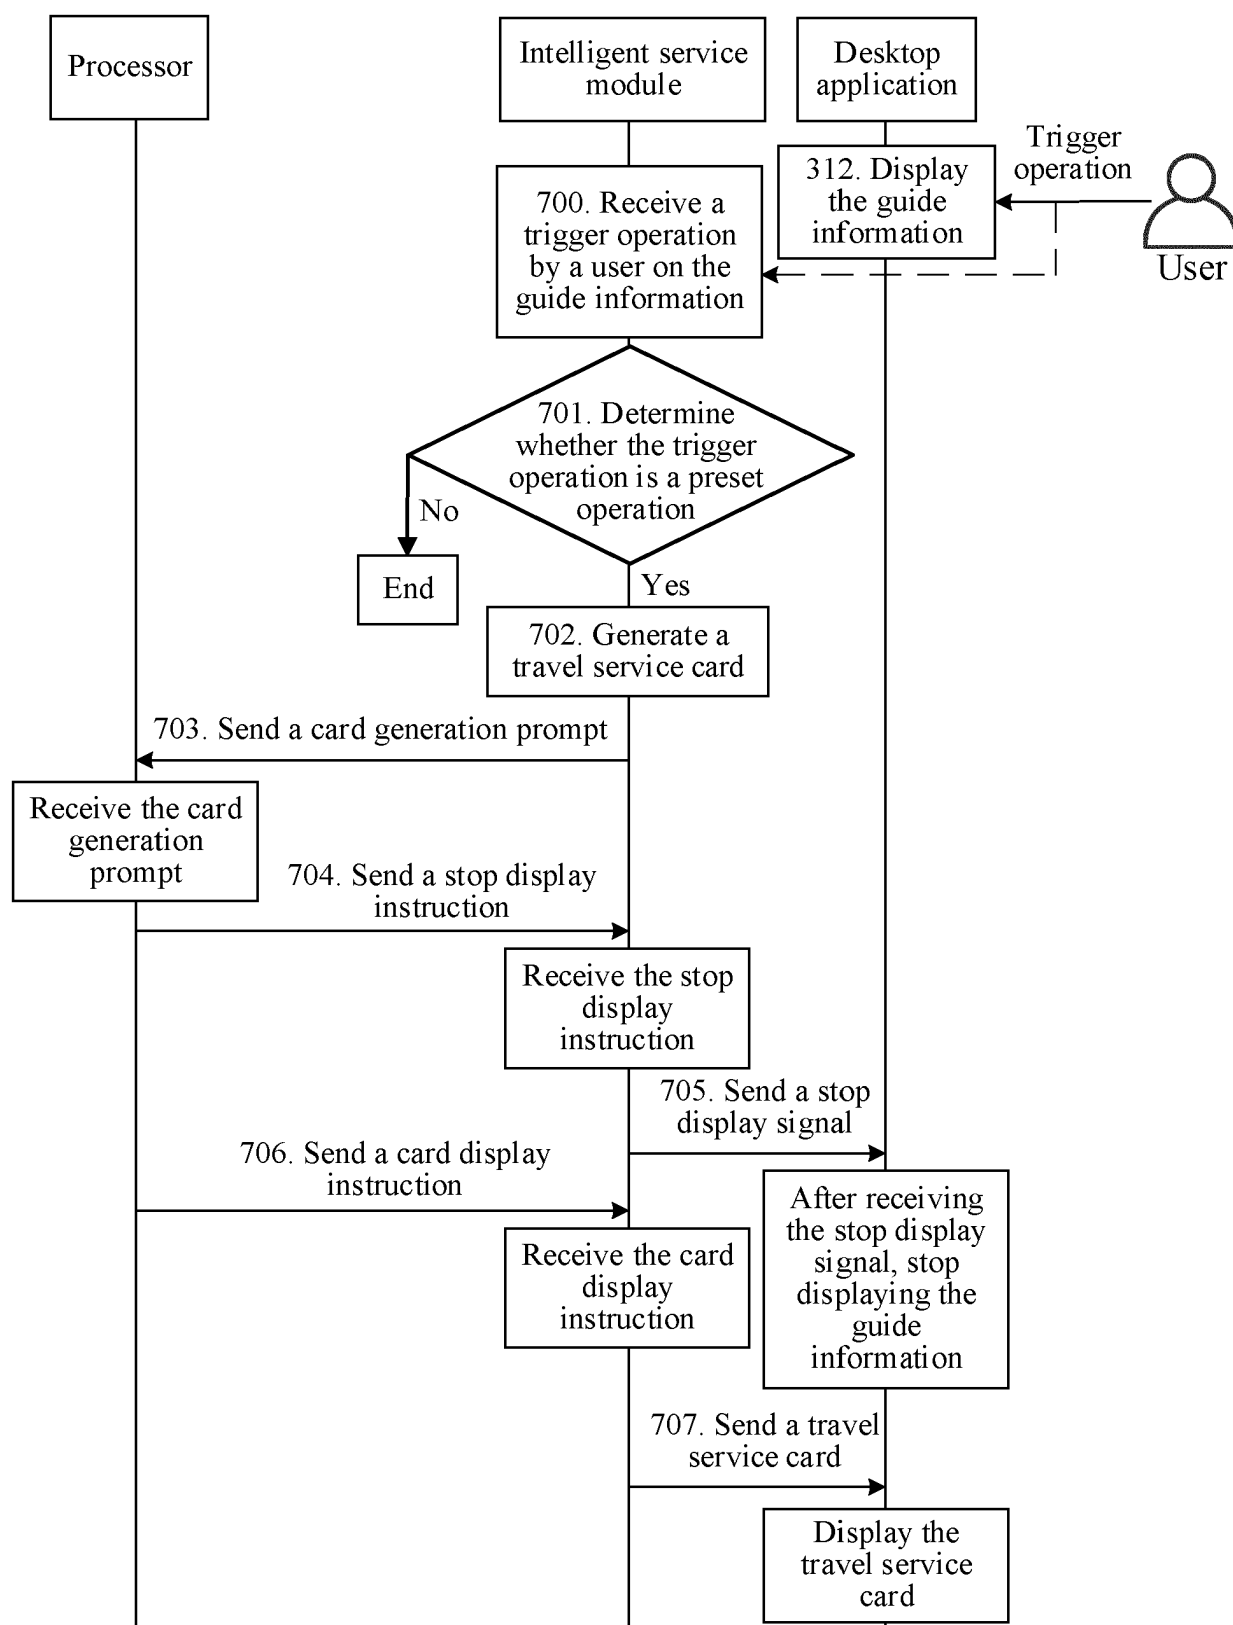 Processor
Intelligent service
module
Desktop
application
Trigger
operation
User
312. Display
the guide
information
700. Receive a
trigger operation
by a user on the
guide information
701. Determine
whether the trigger
operation is a preset
operation
No
End
Yes
702. Generate a
travel service card
703. Send a card generation prompt
Receive the card
generation
prompt
704. Send a stop display
instruction
Receive the stop
display
instruction
705. Send a stop
display signal
706. Send a card display
instruction
After receiving
the stop display
signal, stop
displaying the
guide
information
Receive the card
display
instruction
707. Send a travel
service card
Display the
travel service
card